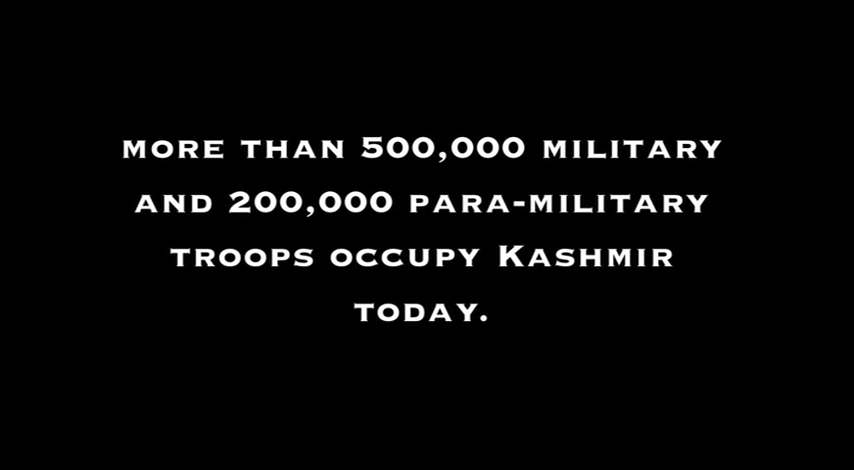 MORE THAN 500,000 MILITARY
AND 200,000 PARA-MILITARY
TROOPS OCCUPY KASHMIR
TODAY.